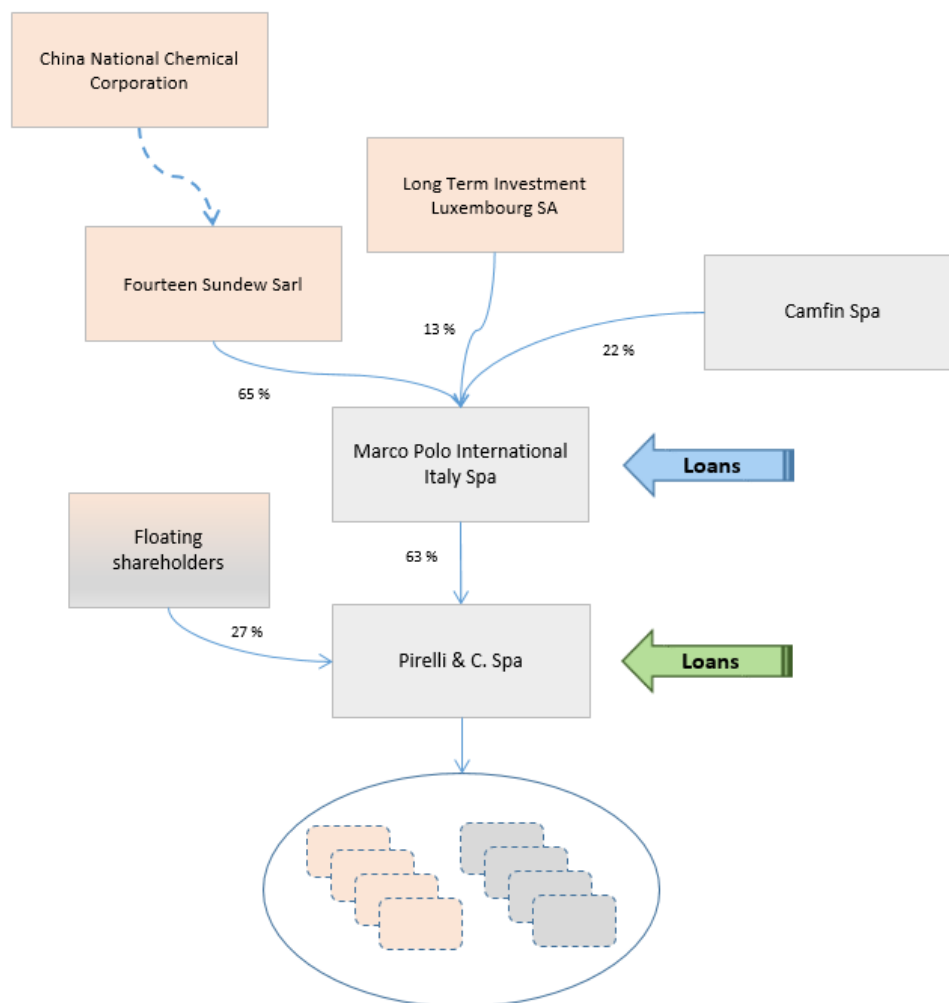 China National Chemical
Corporation
Long Term Investment
Luxembourg SA
Fourteen Sundew Sarl
Camfin Spa
13 %
22 %
65 %
Marco Polo International
Italy Spa
Loans
Floating
shareholders
63 %
27 %
Pirelli & C. Spa
Loans